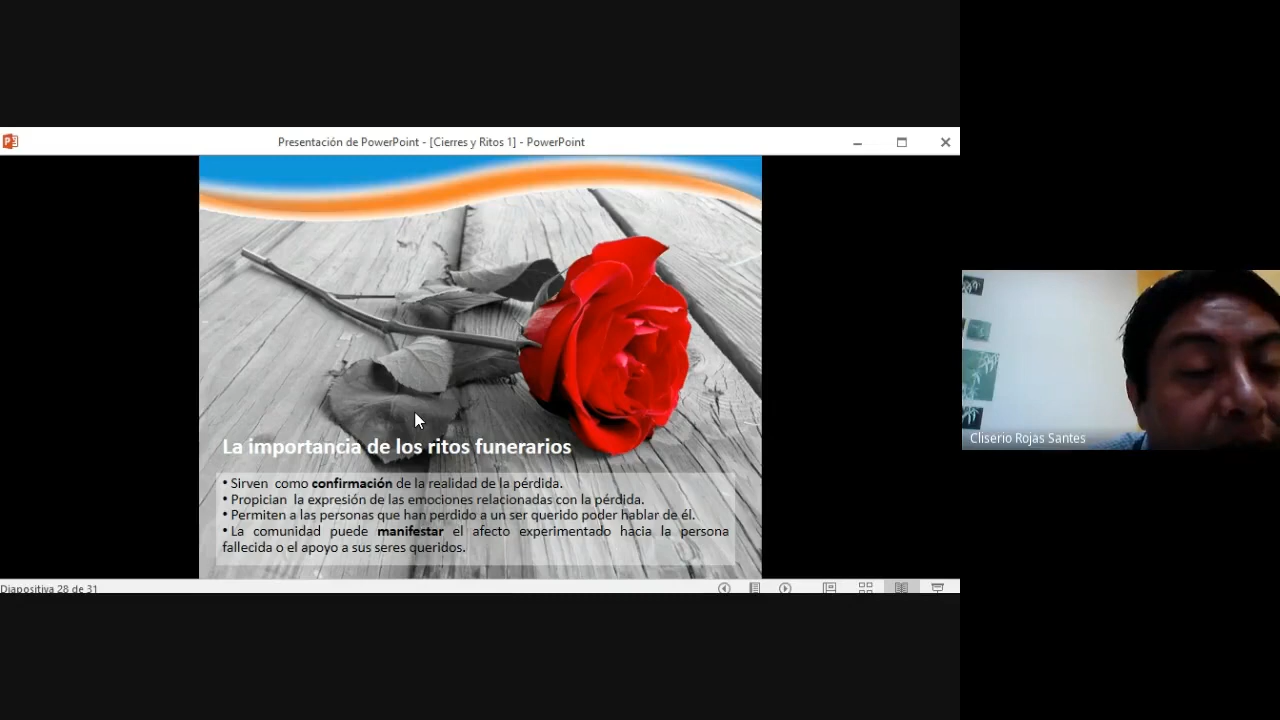 Presentación de PowerPoint - [Cierres y Ritos 1] - PowerPoint
La importancia de los ritos funerarios
• Sirven como confirmación de la realidad de la pérdida.
• Propician la expresión de las emociones relacionadas con la pérdida.
• Permiten a las personas que han perdido a un ser querido poder hablar de él.
• La comunidad puede manifestar el afecto experimentado hacia la persona
fallecida o el apoyo a sus seres queridos.
Diapositiva 28 de 31
Cliserio Rojas Santes